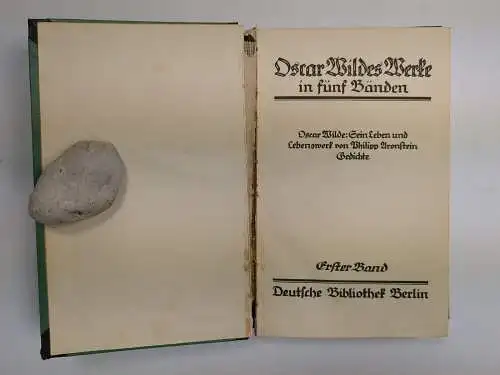 Oscar Wildes Werke
in fünf Bänden
Oscar Wilde: Sein Leben und
Lebenswerk von Philipp Aronstein
Gedichte
Erster Band
Deutsche Bibliothek Berlin